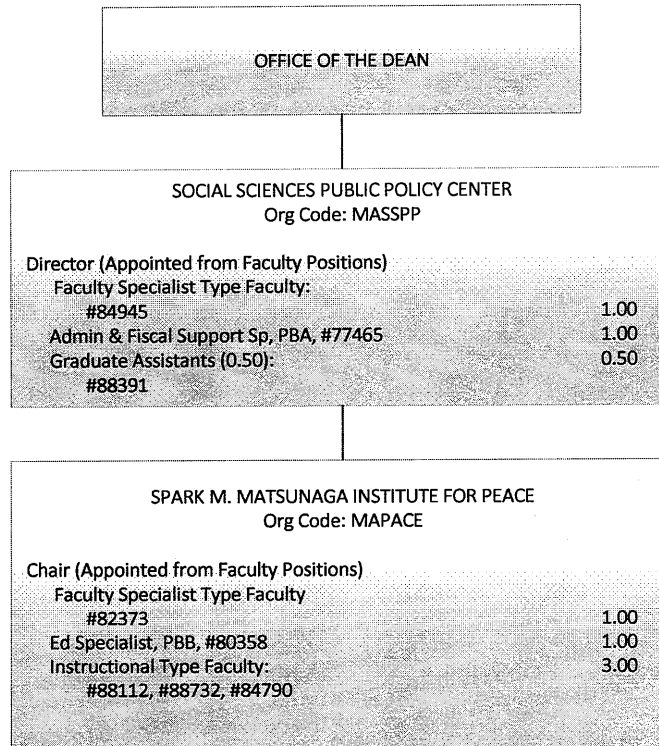 OFFICE OF THE DEAN
SOCIAL SCIENCES PUBLIC POLICY CENTER
Org Code: MASSPP
Director (Appointed from Faculty Positions)
Faculty Specialist Type Faculty:
#84945 1.00
Admin & Fiscal Support Sp, PBA, #77465 1.00
Graduate Assistants (0.50): 0.50
#88391
SPARK M. MATSUNAGA INSTITUTE FOR PEACE
Org Code: MAPACE
Chair (Appointed from Faculty Positions)
Faculty Specialist Type Faculty
#82373 1.00
Ed Specialist, PBB, #80358 1.00
Instructional Type Faculty: 3.00
#88112, #88732, #84790